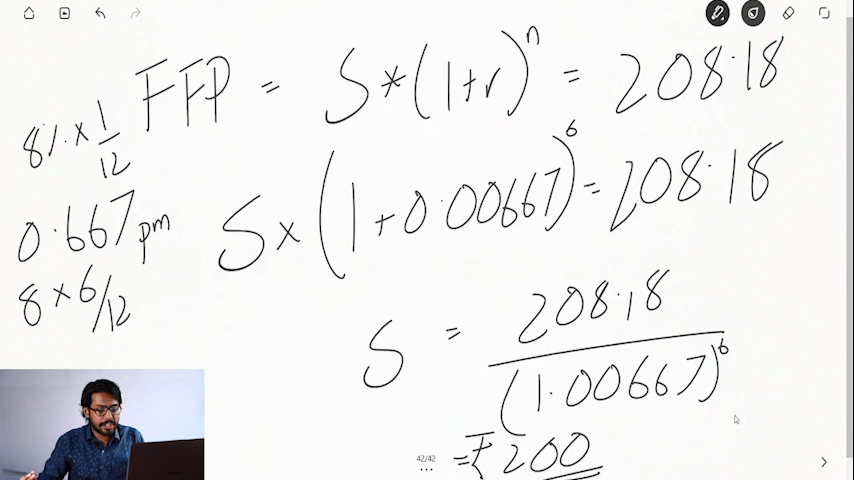 FFP = S*(1+r)^n = 208.18
8% × 1/12
S × (1+0.00667)^6 = 208.18
0.667 pm
8 × 6/12
S = 208.18
(1.00667)^6
= ₹200
42/42